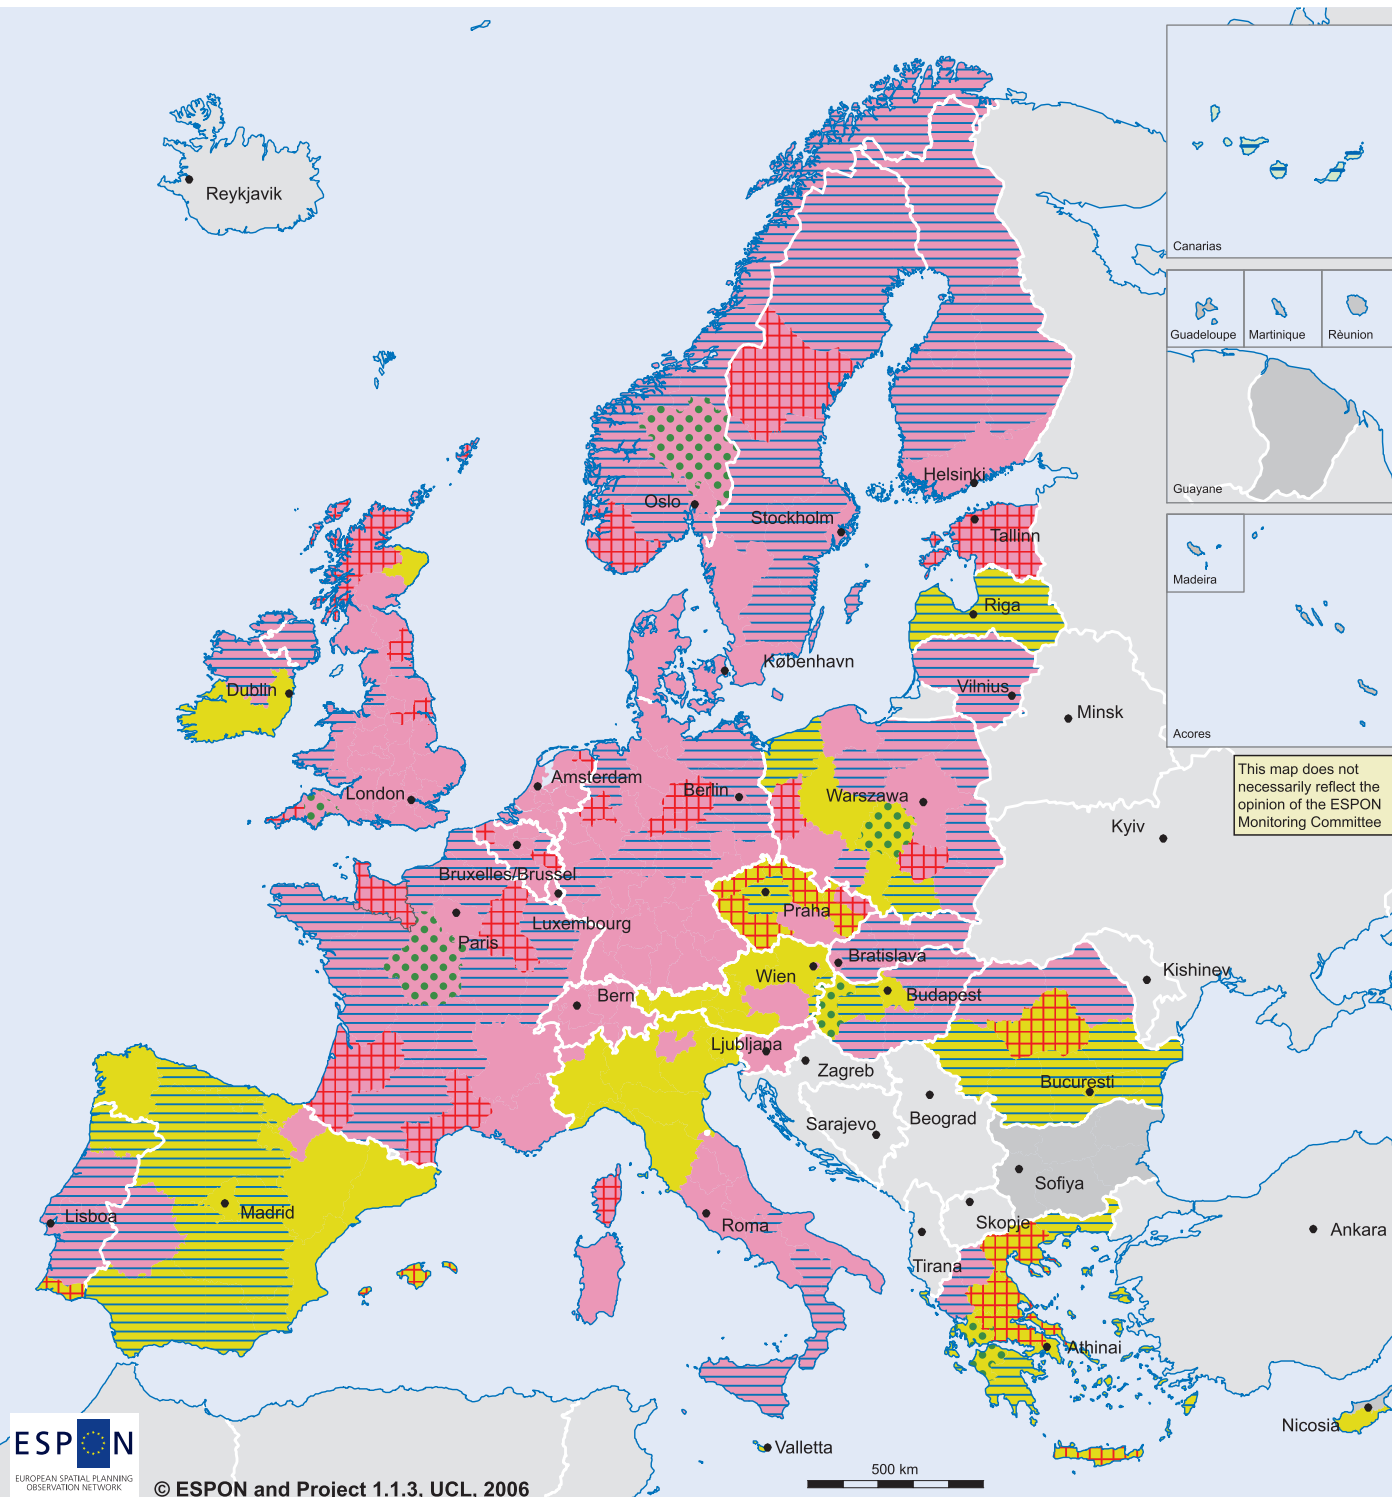 Reykjavik
Canarias
Guadeloupe
Martinique
Rèunion
Guayane
Madeira
Acores
Helsinki
Oslo
Stockholm
Tallinn
Riga
København
Vilnius
Minsk
Dublin
This map does not
necessarily reflect the
opinion of the ESPON
Monitoring Committee
Amsterdam
London
Berlin
Warszawa
Kyiv
Bruxelles/Brussel
Praha
Luxembourg
Paris
Bratislava
Wien
Kishinev
Bern
Budapest
Ljubljana
Zagreb
Bucuresti
Beograd
Sarajevo
Sofiya
Lisboa
Madrid
Roma
Skopje
Ankara
Tirana
Athinai
Nicosia
Valletta
500 km
ESPON
EUROPEAN SPATIAL PLANNING
OBSERVATION NETWORK
© ESPON and Project 1.1.3, UCL, 2006